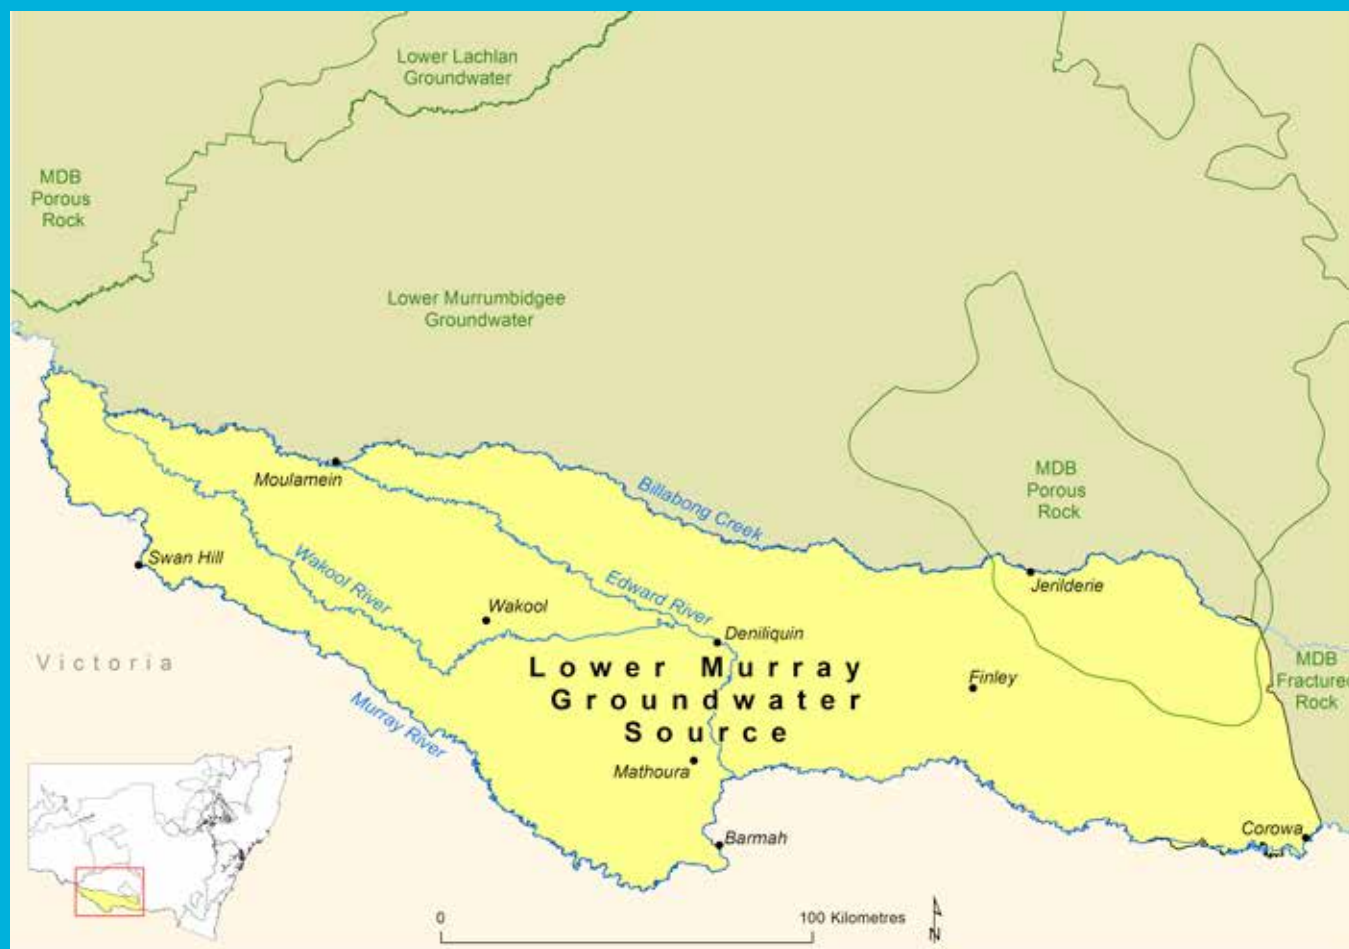 Lower Lachlan
Groundwater
MDB
Porous
Rock
Lower Murrumbidgee
Groundwater
MDB
Porous
Rock
Billabong Creek
Moulamein
Jerilderie
Swan Hill
Wakool River
Edward River
Wakool
Deniliquin
Victoria
Lower Murray
Groundwater
Source
Finley
MDB
Fractured
Rock
Murray River
Mathoura
Barmah
Corowa
0
100 Kilometres
N